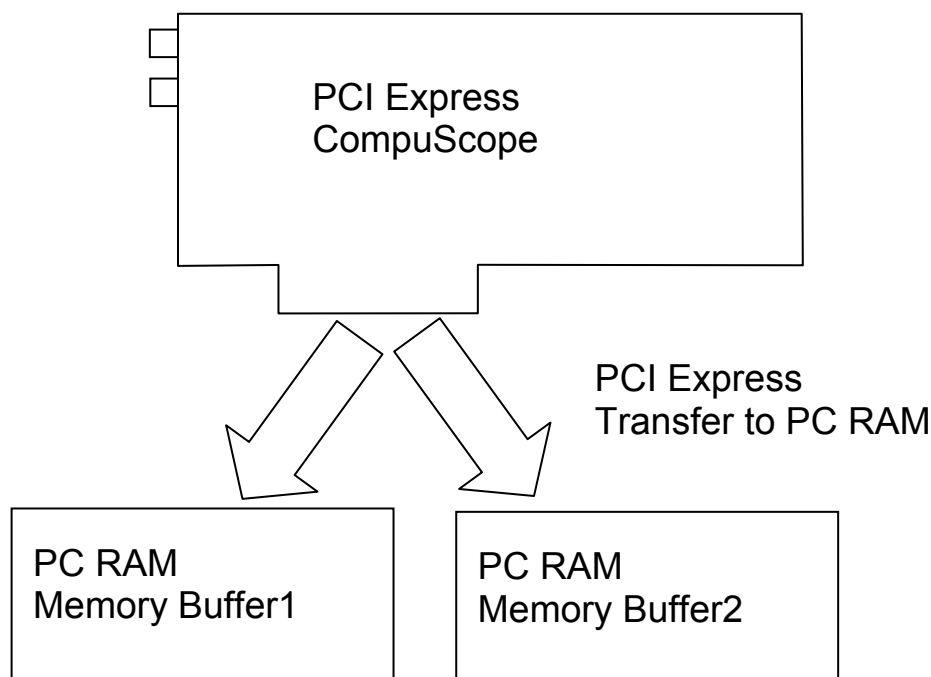 PCI Express
CompuScope
PCI Express
Transfer to PC RAM
PC RAM
Memory Buffer1
PC RAM
Memory Buffer2